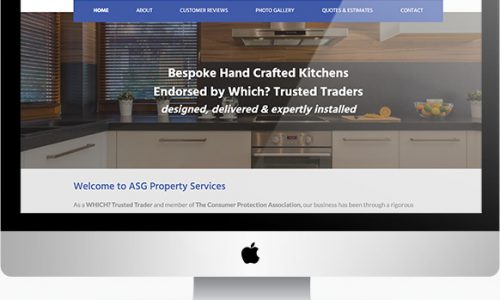 HOME ABOUT CUSTOMER REVIEWS PHOTO GALLERY QUOTES & ESTIMATES CONTACT
Bespoke Hand Crafted Kitchens
Endorsed by Which? Trusted Traders
designed, delivered & expertly installed
Welcome to ASG Property Services
As a WHICH? Trusted Trader and member of The Consumer Protection Association, our business has been through a rigorous